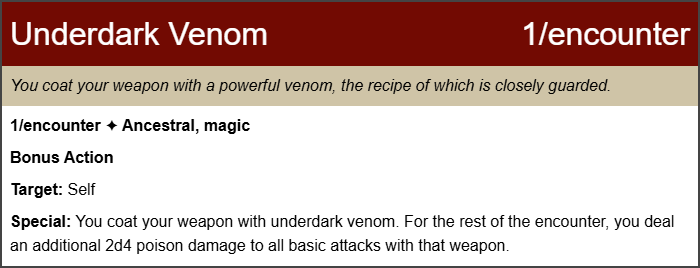 Underdark Venom 1/encounter
You coat your weapon with a powerful venom, the recipe of which is closely guarded.
1/encounter ✦ Ancestral, magic
Bonus Action
Target: Self
Special: You coat your weapon with underdark venom. For the rest of the encounter, you deal
an additional 2d4 poison damage to all basic attacks with that weapon.